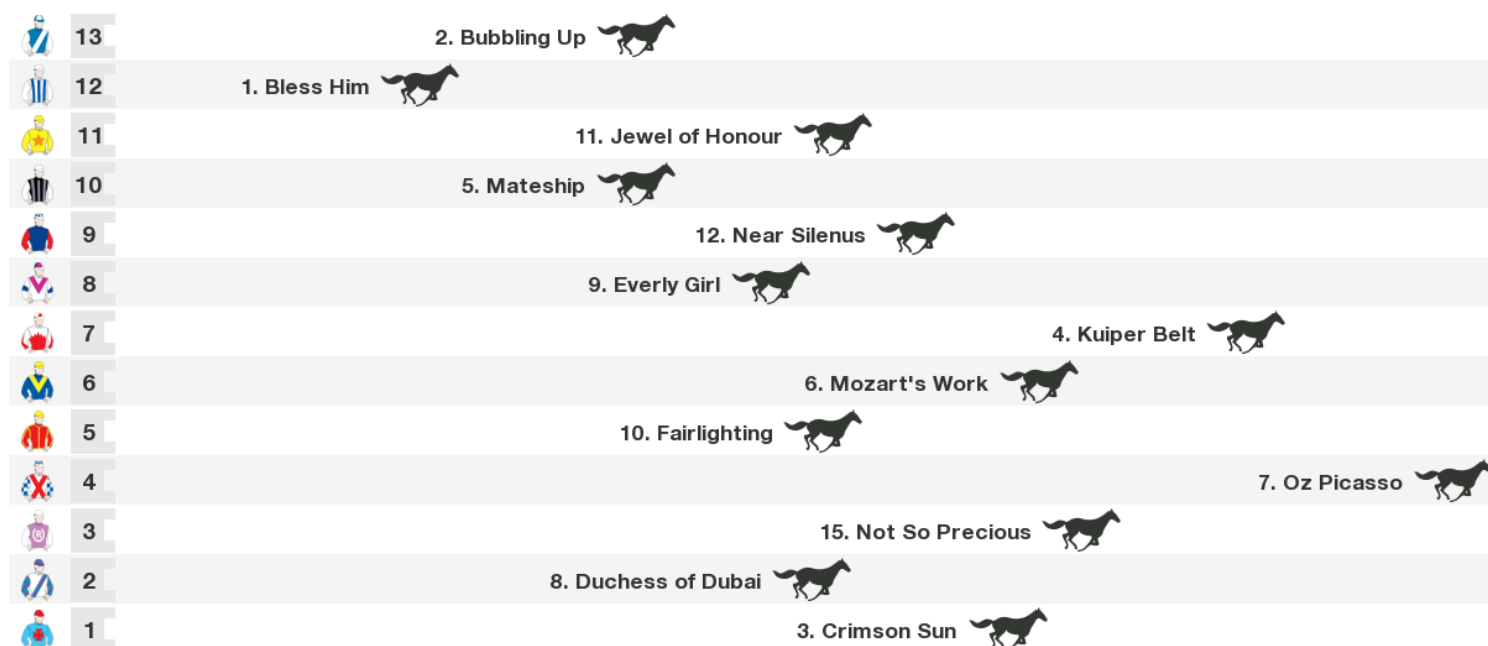 13 2. Bubbling Up
12 1. Bless Him
11 11. Jewel of Honour
10 5. Mateship
9 12. Near Silenus
8 9. Everly Girl
7 4. Kuiper Belt
6 6. Mozart's Work
5 10. Fairlighting
4 7. Oz Picasso
3 15. Not So Precious
2 8. Duchess of Dubai
1 3. Crimson Sun